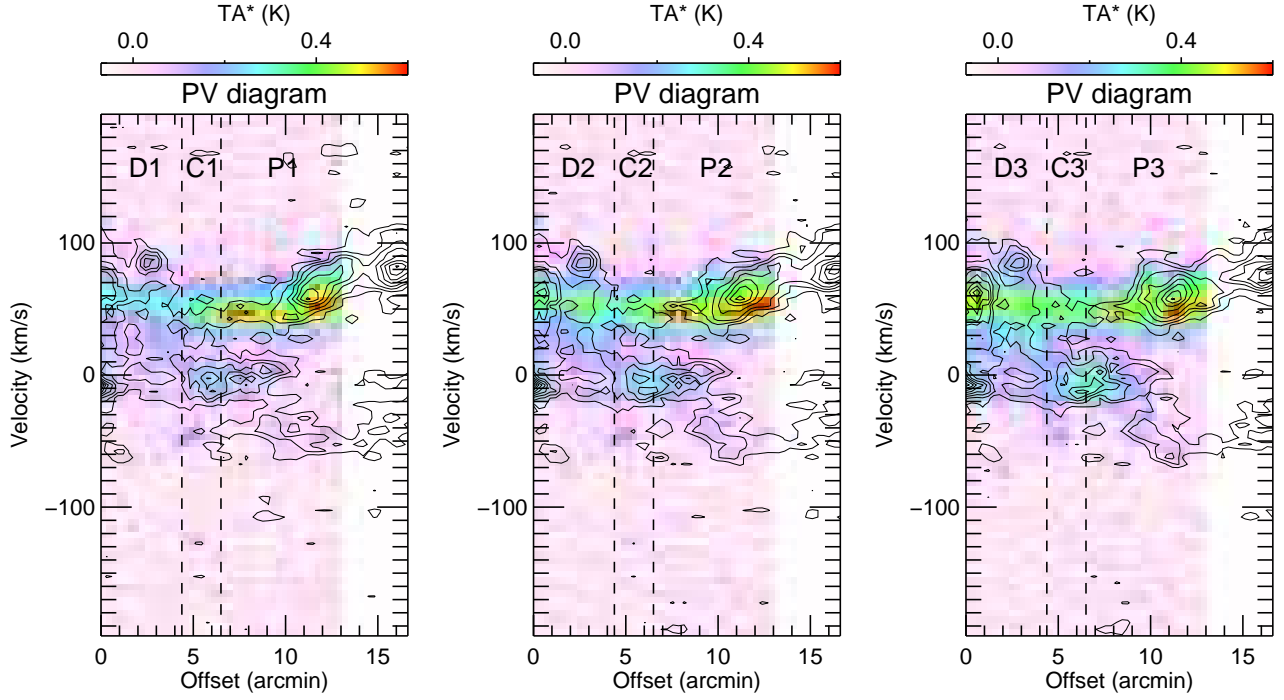 TA* (K)
0.0 0.4
PV diagram
D1 C1 P1
Velocity (km/s)
100
0
−100
0 5 10 15
Offset (arcmin)
TA* (K)
0.0 0.4
PV diagram
D2 C2 P2
Velocity (km/s)
100
0
−100
0 5 10 15
Offset (arcmin)
TA* (K)
0.0 0.4
PV diagram
D3 C3 P3
Velocity (km/s)
100
0
−100
0 5 10 15
Offset (arcmin)